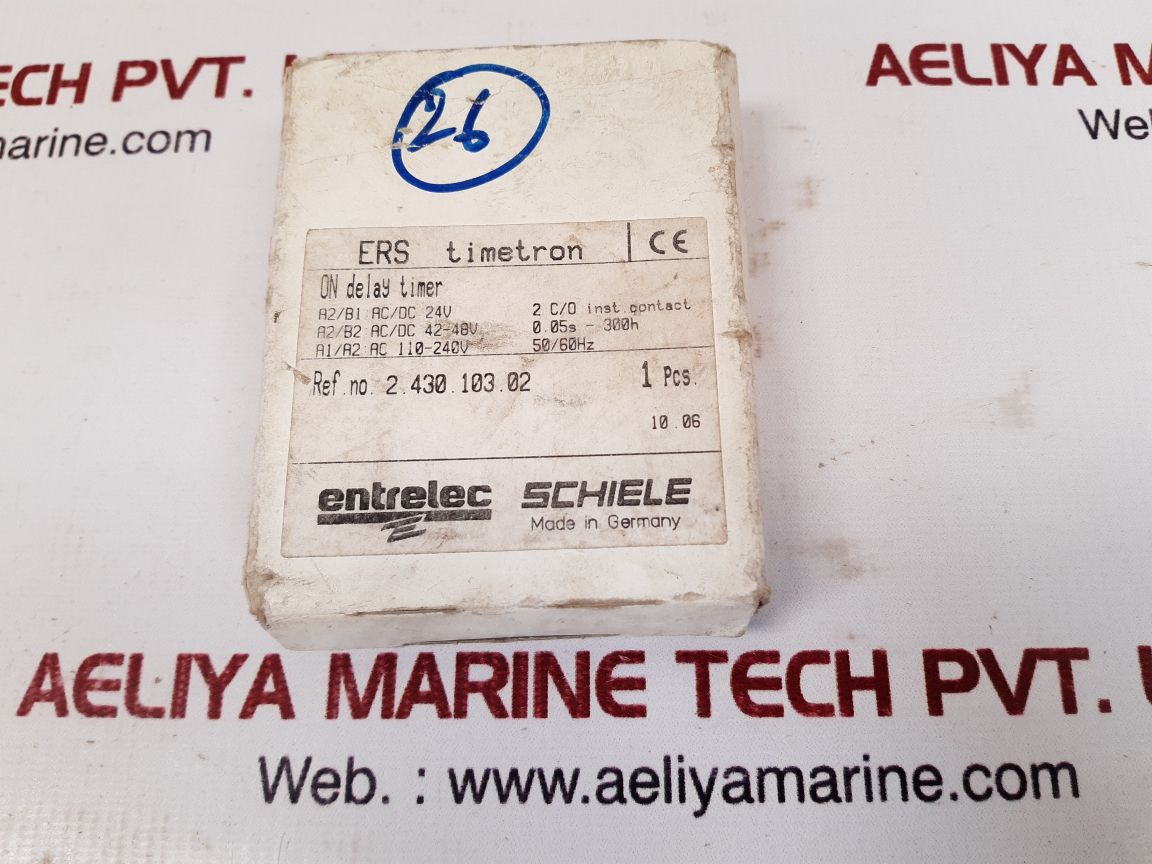 ECH PVT.
AELIYA M
marine.com
Web
26
ERS timetron CE
ON delay timer
A2/B1 AC/DC 24V 2 C/O inst.contact
A2/B2 AC/DC 42-48V 0.05s - 300h
A1/A2 AC 110-240V 50/60Hz
Ref.no. 2.430.103.02 1 Pcs.
10.06
entrelec SCHIELE
Made in Germany
AELIYA MARINE TECH PVT.
Web. : www.aeliyamarine.com